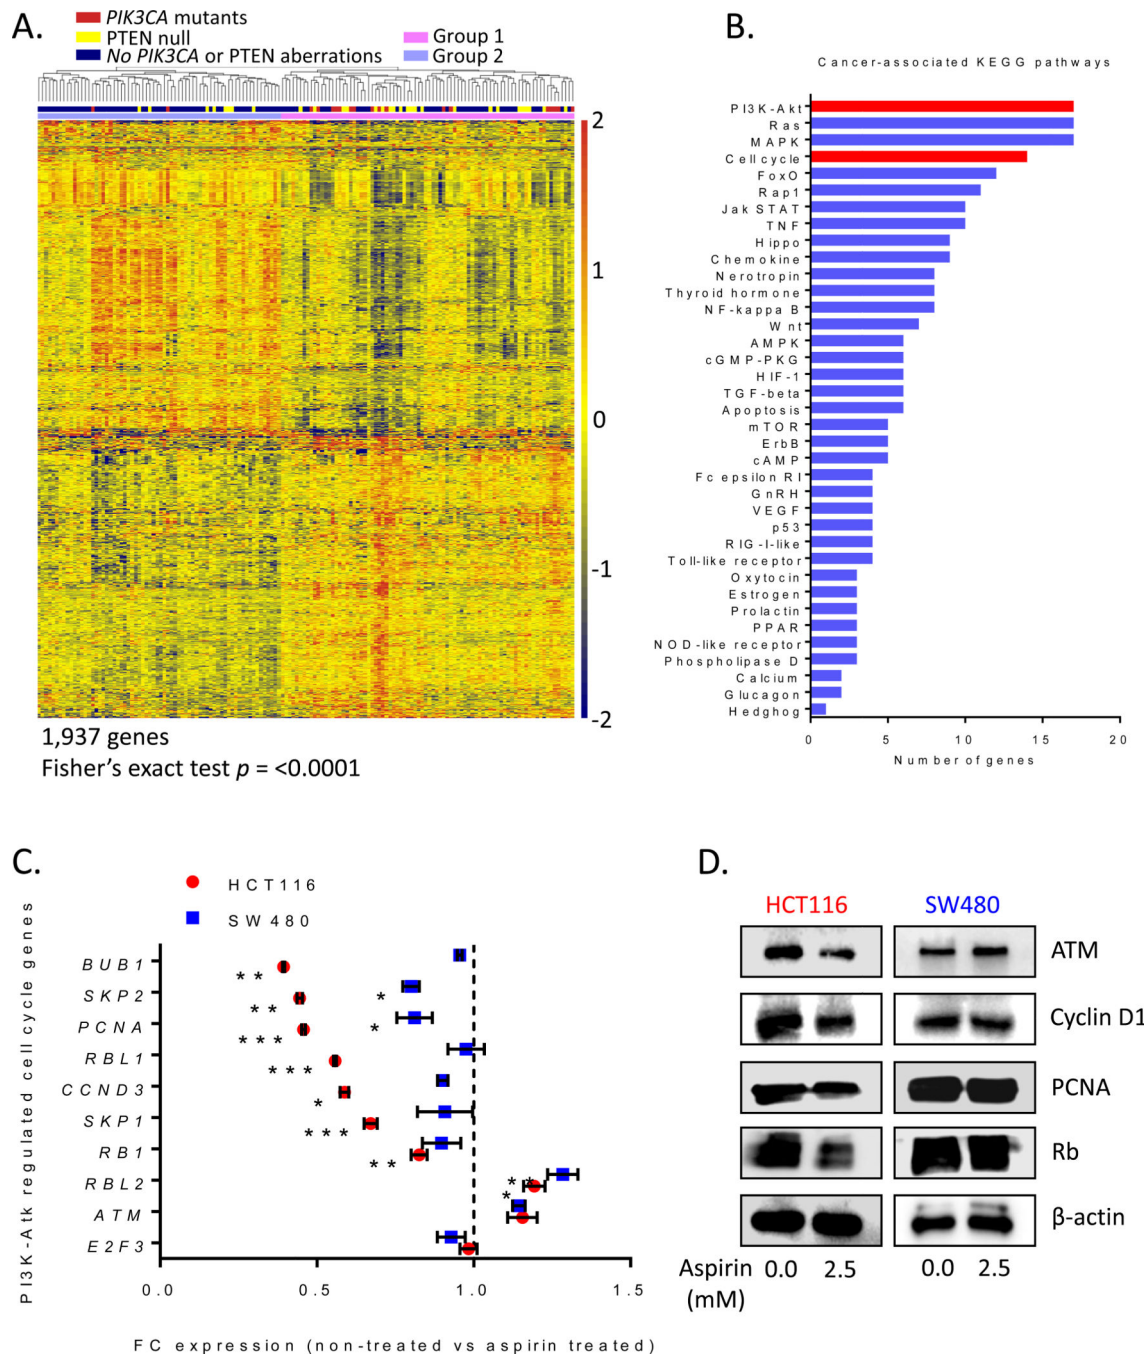 A.
PIK3CA mutants
PTEN null
No PIK3CA or PTEN aberrations
Group 1
Group 2
2
1
0
-1
-2
1,937 genes
Fisher's exact test p = <0.0001
B.
Cancer-associated KEGG pathways
PI3K-Akt
Ras
MAPK
Cell cycle
FoxO
Rap1
Jak STAT
TNF
Hippo
Chemokine
Nerotropin
Thyroid hormone
NF-kappa B
Wnt
AMPK
cGMP-PKG
HIF-1
TGF-beta
Apoptosis
mTOR
ErbB
cAMP
Fc epsilon RI
GnRH
VEGF
p53
RIG-I-like
Toll-like receptor
Oxytocin
Estrogen
Prolactin
PPAR
NOD-like receptor
Phospholipase D
Calcium
Glucagon
Hedghog
0 5 10 15 20
Number of genes
C.
HCT116
SW480
PI3K-Atk regulated cell cycle genes
BUB1
* *
SKP2
* *
*
PCNA
* * *
*
RBL1
* * *
CCND3
*
SKP1
* * *
RB1
* *
RBL2
* *
*
ATM
E2F3
0.0 0.5 1.0 1.5
FC expression (non-treated vs aspirin treated)
D.
HCT116 SW480
ATM
Cyclin D1
PCNA
Rb
β-actin
Aspirin 0.0 2.5 0.0 2.5
(mM)